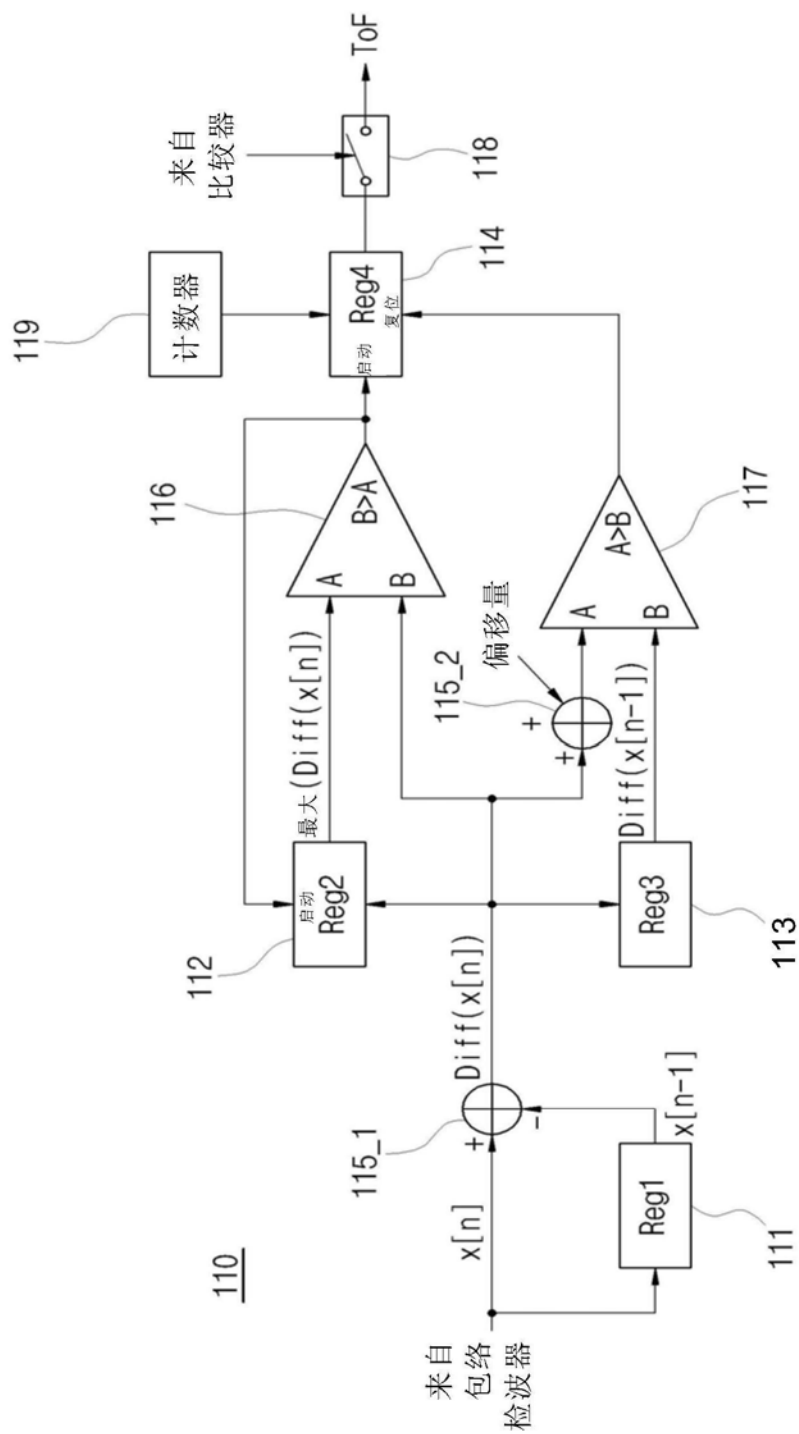 110
来自
包络
检波器
x[n]
Reg1
111
x[n-1]
115_1
+
-
Diff(x[n])
112
启动
Reg2
最大(Diff(x[n])
Reg3
113
Diff(x[n-1])
115_2
+
+
偏移量
116
A
B
B>A
A
B
A>B
117
119
计数器
启动
Reg4
复位
114
来自
比较器
118
ToF